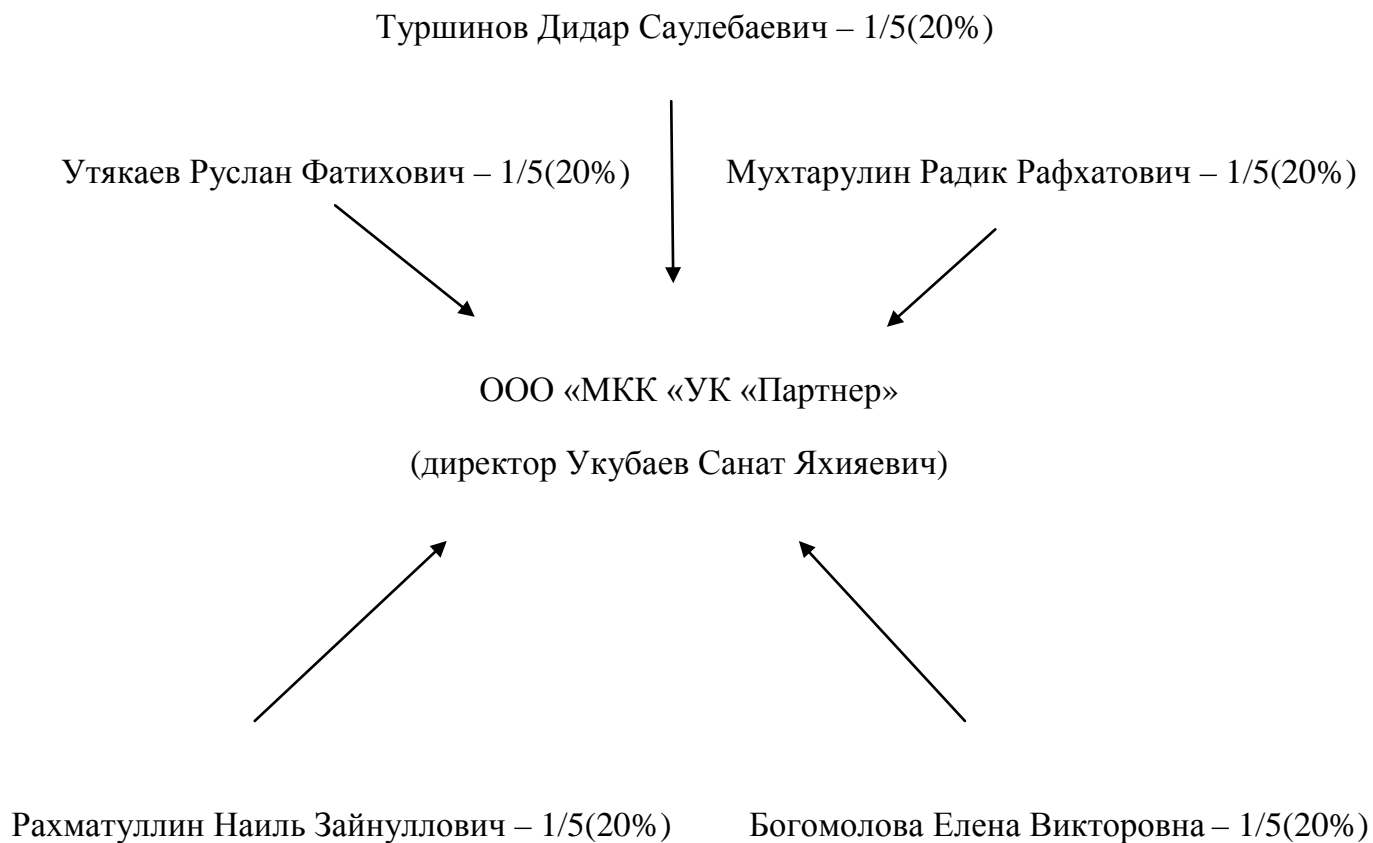 Туршинов Дидар Саулебаевич – 1/5(20%)
Утякаев Руслан Фатихович – 1/5(20%)
Мухтарулин Радик Рафхатович – 1/5(20%)
ООО «МКК «УК «Партнер»
(директор Укубаев Санат Яхияевич)
Рахматуллин Наиль Зайнуллович – 1/5(20%)
Богомолова Елена Викторовна – 1/5(20%)